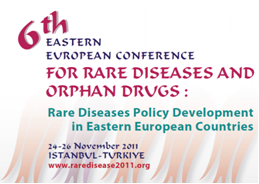 6th
EASTERN
EUROPEAN CONFERENCE
FOR RARE DISEASES AND
ORPHAN DRUGS :
Rare Diseases Policy Development
in Eastern European Countries
24-26 November 2011
ISTANBUL-TURKIYE
www.raredisease2011.org